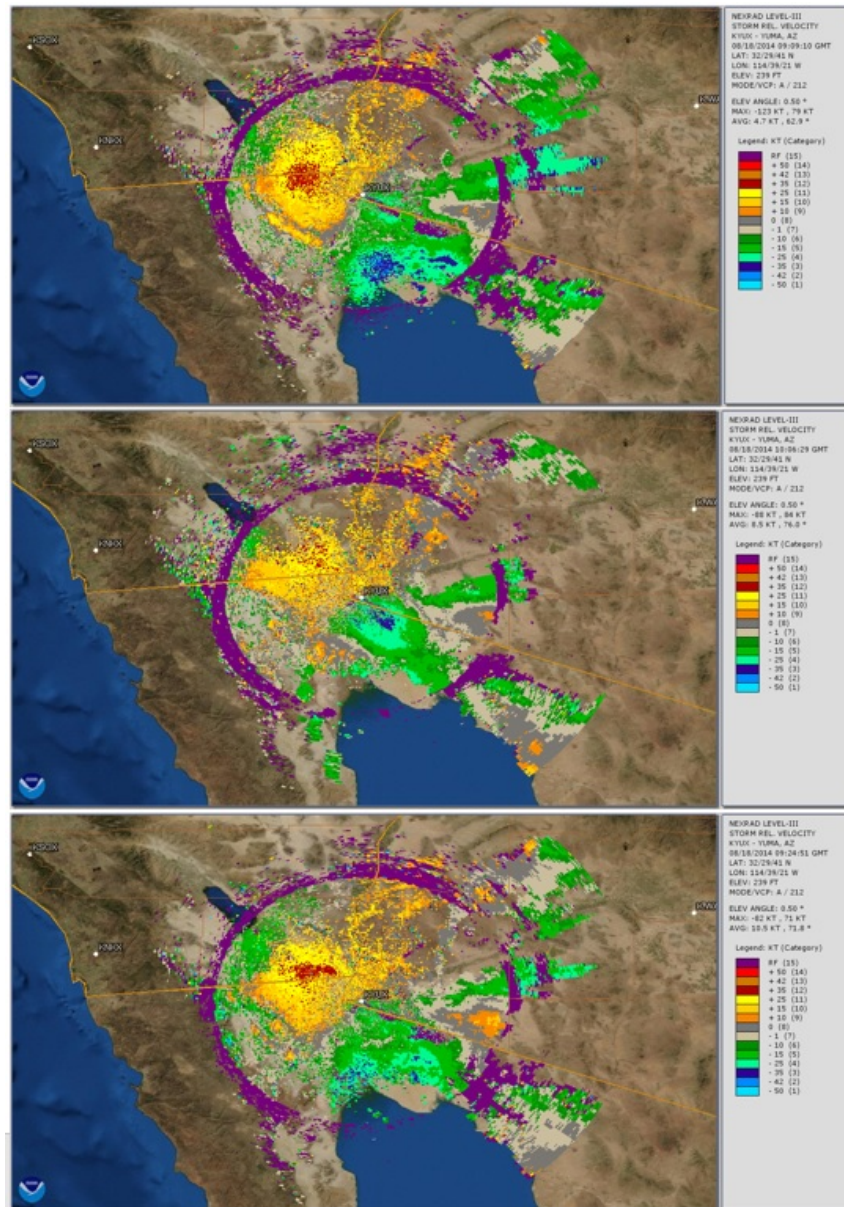 KSOX
KNKX
KYUX
KIWA
NEXRAD LEVEL-III
STORM REL. VELOCITY
KYUX - YUMA, AZ
08/18/2014 09:09:10 GMT
LAT: 32/29/41 N
LON: 114/39/21 W
ELEV: 239 FT
MODE/VCP: A / 212
ELEV ANGLE: 0.50 °
MAX: -123 KT, 79 KT
AVG: 4.7 KT, 62.9 °
Legend: KT (Category)
RF (15)
+ 50 (14)
+ 42 (13)
+ 35 (12)
+ 25 (11)
+ 15 (10)
+ 10 (9)
0 (8)
- 1 (7)
- 10 (6)
- 15 (5)
- 25 (4)
- 35 (3)
- 42 (2)
- 50 (1)
KSOX
KNKX
KYUX
NEXRAD LEVEL-III
STORM REL. VELOCITY
KYUX - YUMA, AZ
08/18/2014 10:06:29 GMT
LAT: 32/29/41 N
LON: 114/39/21 W
ELEV: 239 FT
MODE/VCP: A / 212
ELEV ANGLE: 0.50 °
MAX: -88 KT, 84 KT
AVG: 8.5 KT, 76.0 °
Legend: KT (Category)
RF (15)
+ 50 (14)
+ 42 (13)
+ 35 (12)
+ 25 (11)
+ 15 (10)
+ 10 (9)
0 (8)
- 1 (7)
- 10 (6)
- 15 (5)
- 25 (4)
- 35 (3)
- 42 (2)
- 50 (1)
KSOX
KNKX
KYUX
NEXRAD LEVEL-III
STORM REL. VELOCITY
KYUX - YUMA, AZ
08/18/2014 09:24:51 GMT
LAT: 32/29/41 N
LON: 114/39/21 W
ELEV: 239 FT
MODE/VCP: A / 212
ELEV ANGLE: 0.50 °
MAX: -82 KT, 71 KT
AVG: 10.5 KT, 71.8 °
Legend: KT (Category)
RF (15)
+ 50 (14)
+ 42 (13)
+ 35 (12)
+ 25 (11)
+ 15 (10)
+ 10 (9)
0 (8)
- 1 (7)
- 10 (6)
- 15 (5)
- 25 (4)
- 35 (3)
- 42 (2)
- 50 (1)